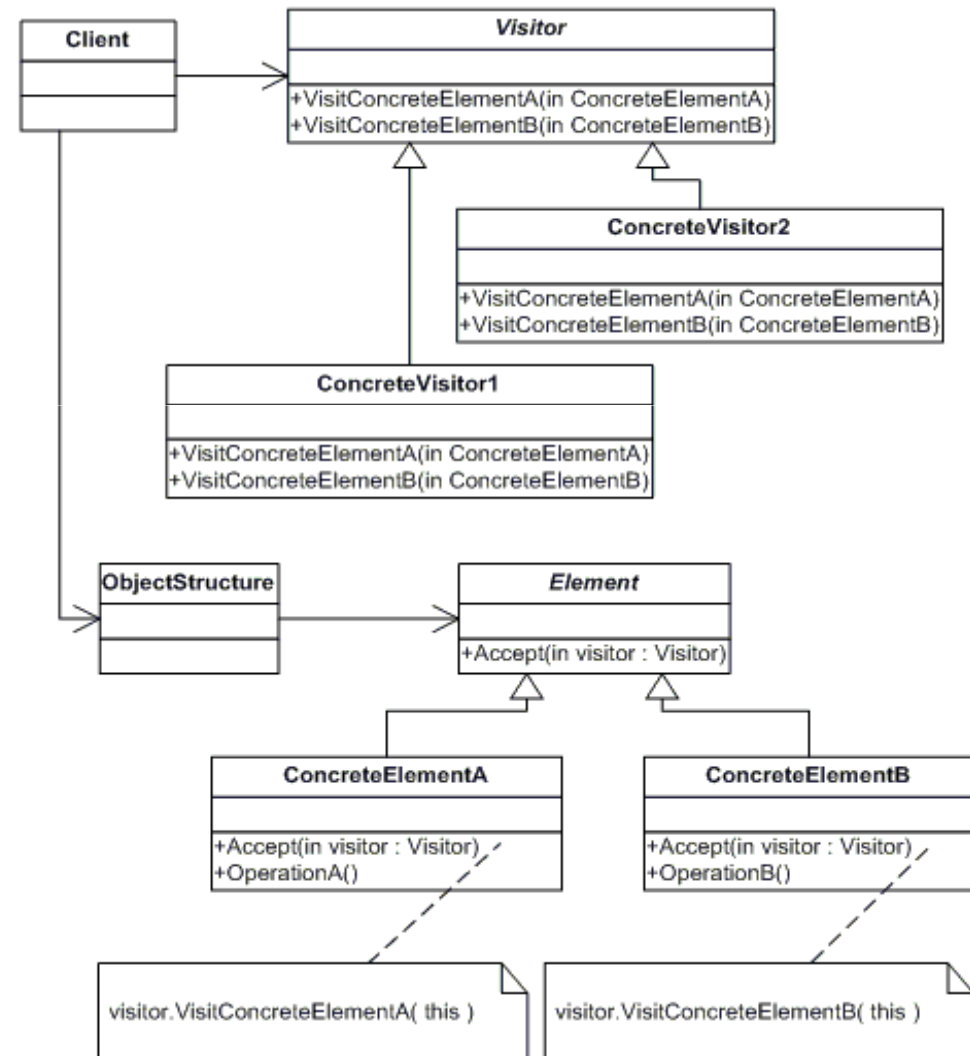 Client
Visitor
+VisitConcreteElementA(in ConcreteElementA)
+VisitConcreteElementB(in ConcreteElementB)
ConcreteVisitor2
+VisitConcreteElementA(in ConcreteElementA)
+VisitConcreteElementB(in ConcreteElementB)
ConcreteVisitor1
+VisitConcreteElementA(in ConcreteElementA)
+VisitConcreteElementB(in ConcreteElementB)
ObjectStructure
Element
+Accept(in visitor : Visitor)
ConcreteElementA
+Accept(in visitor : Visitor)
+OperationA()
ConcreteElementB
+Accept(in visitor : Visitor)
+OperationB()
visitor.VisitConcreteElementA( this )
visitor.VisitConcreteElementB( this )